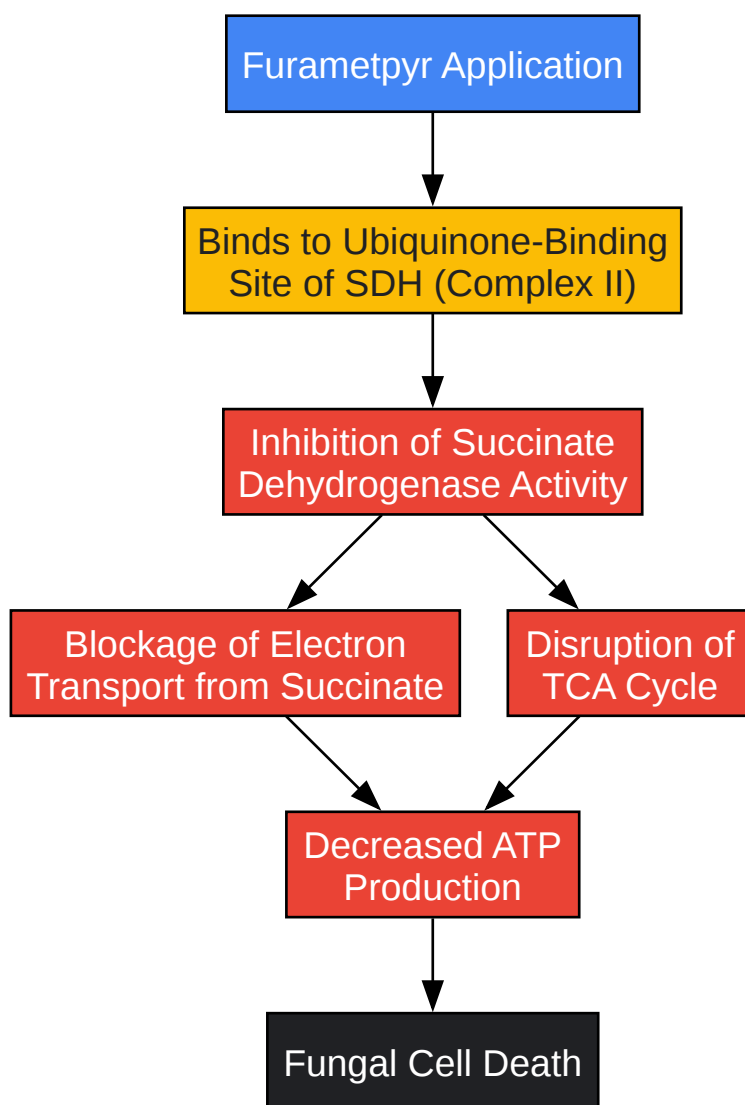 Furametpyr Application
Binds to Ubiquinone-Binding
Site of SDH (Complex II)
Inhibition of Succinate
Dehydrogenase Activity
Blockage of Electron
Transport from Succinate
Disruption of
TCA Cycle
Decreased ATP
Production
Fungal Cell Death